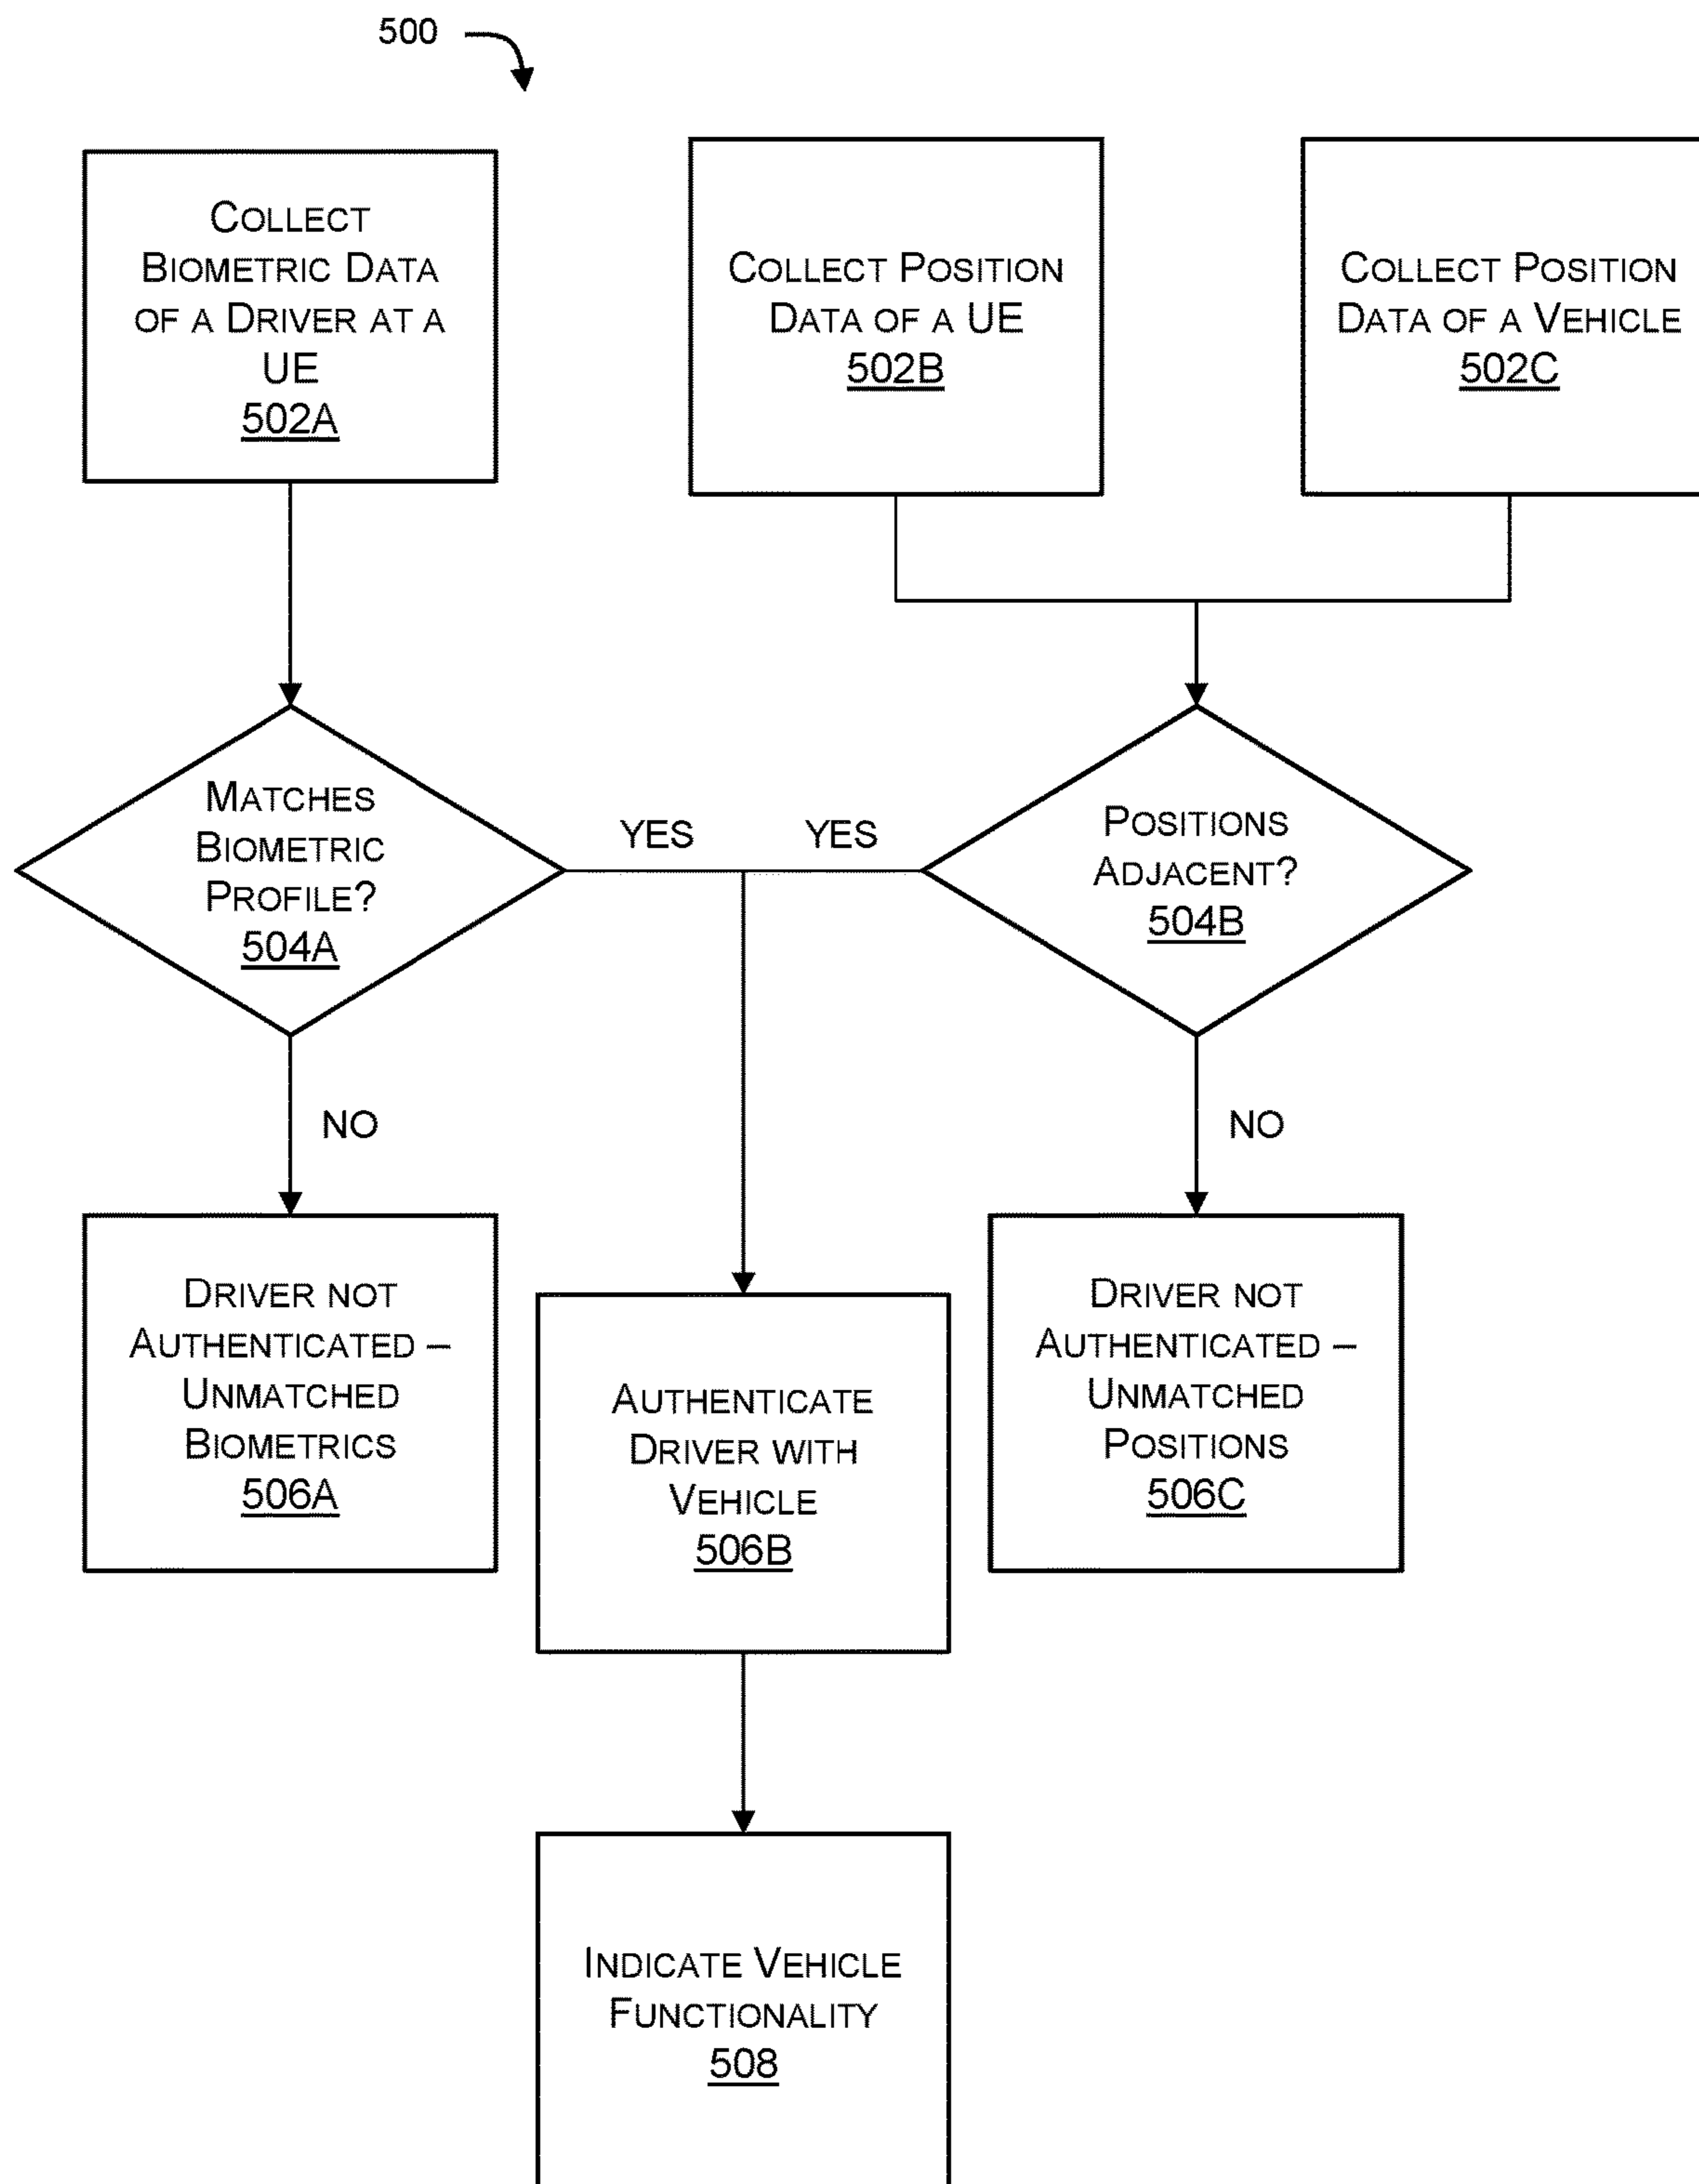 500
Collect
Biometric Data
of a Driver at a
UE
502A
Collect Position
Data of a UE
502B
Collect Position
Data of a Vehicle
502C
Matches
Biometric
Profile?
504A
YES
YES
Positions
Adjacent?
504B
NO
NO
Driver not
Authenticated –
Unmatched
Biometrics
506A
Authenticate
Driver with
Vehicle
506B
Driver not
Authenticated –
Unmatched
Positions
506C
Indicate Vehicle
Functionality
508